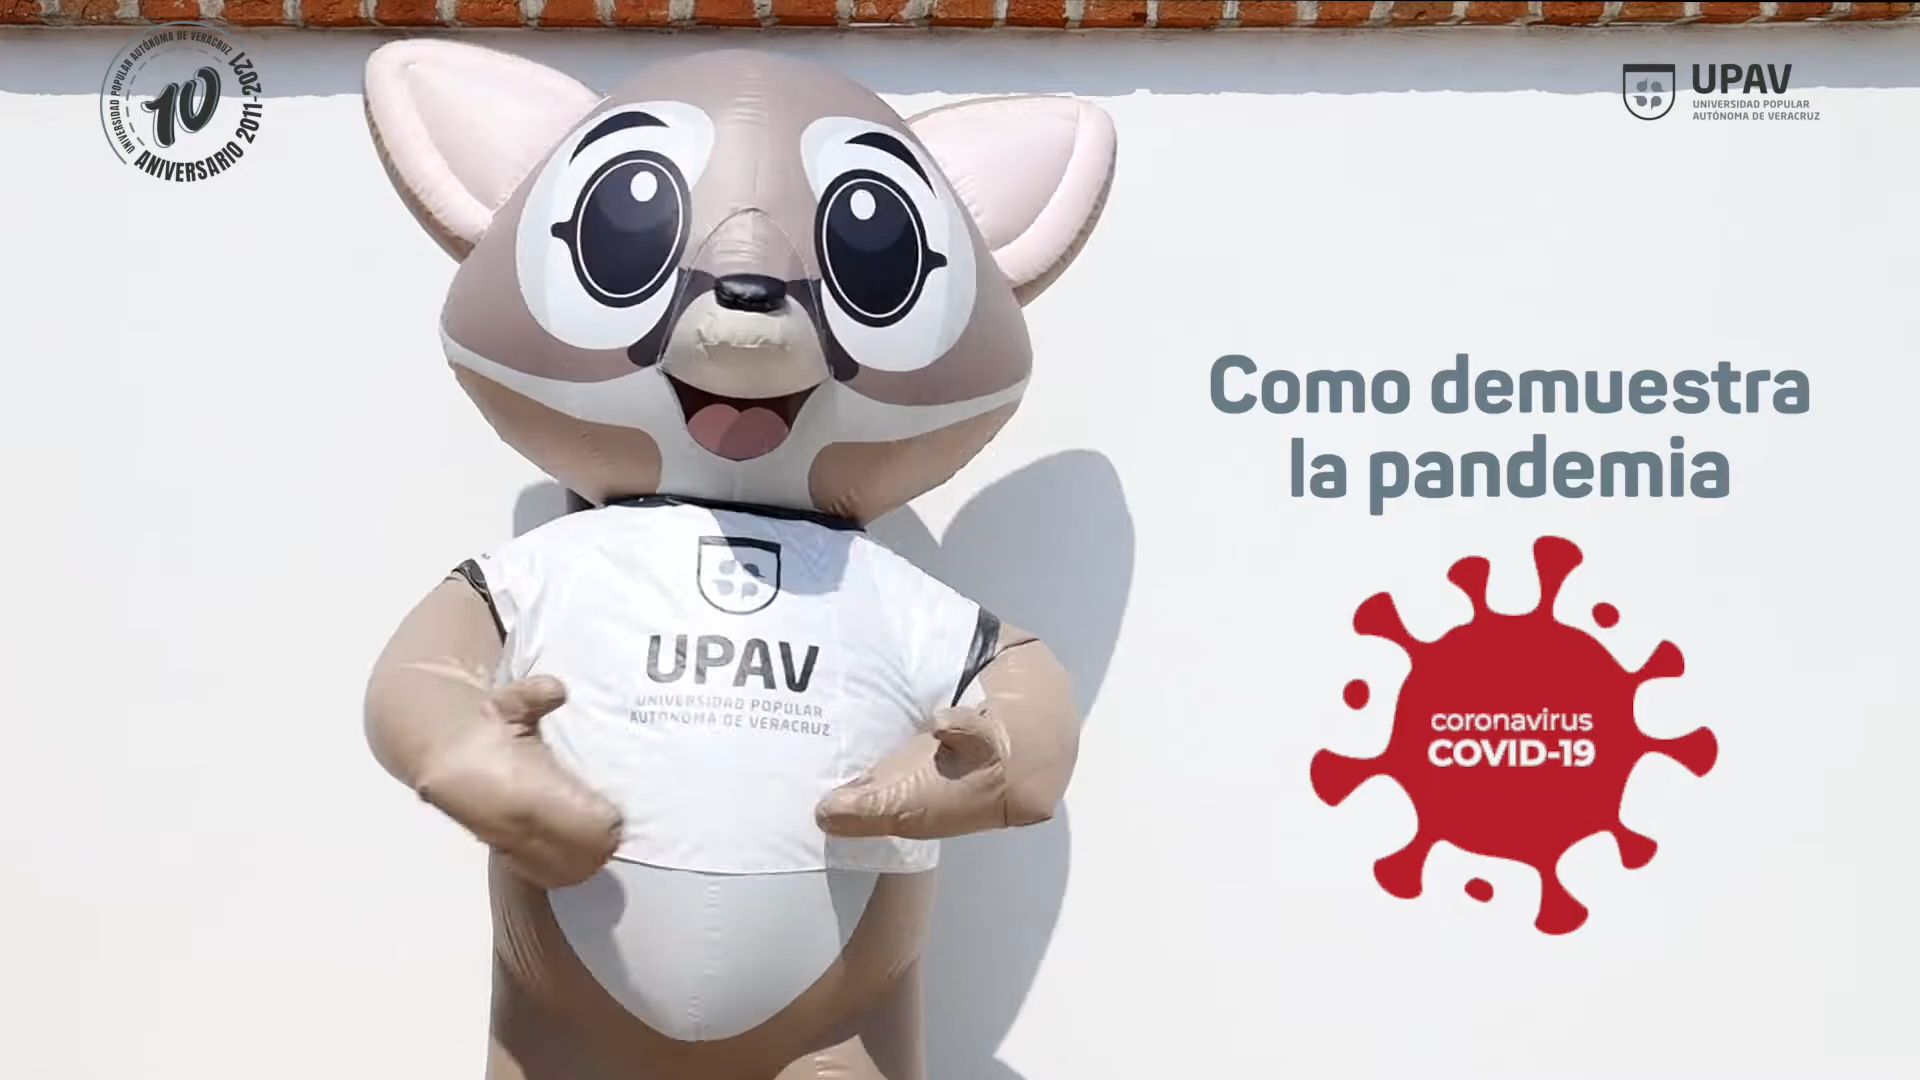 UNIVERSIDAD POPULAR AUTÓNOMA DE VERACRUZ
10
ANIVERSARIO 2011-2021
UPAV
UNIVERSIDAD POPULAR
AUTÓNOMA DE VERACRUZ
Como demuestra
la pandemia
coronavirus
COVID-19
UPAV
UNIVERSIDAD POPULAR
AUTÓNOMA DE VERACRUZ